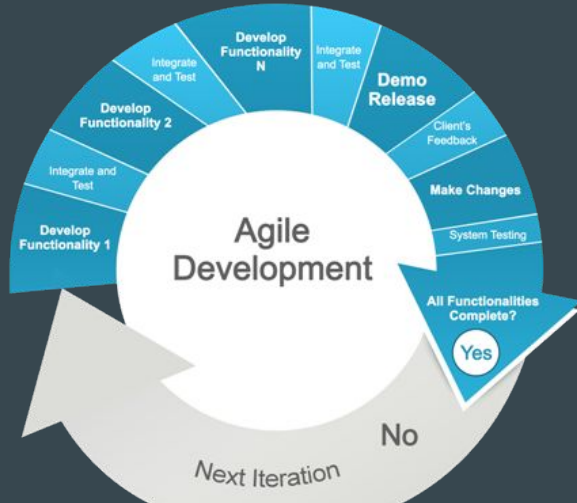 Develop
Functionality 1
Integrate and
Test
Develop
Functionality 2
Integrate
and Test
Develop
Functionality
N
Integrate
and Test
Demo
Release
Client's
Feedback
Make Changes
System Testing
All Functionalities
Complete?
Yes
No
Next Iteration
Agile
Development